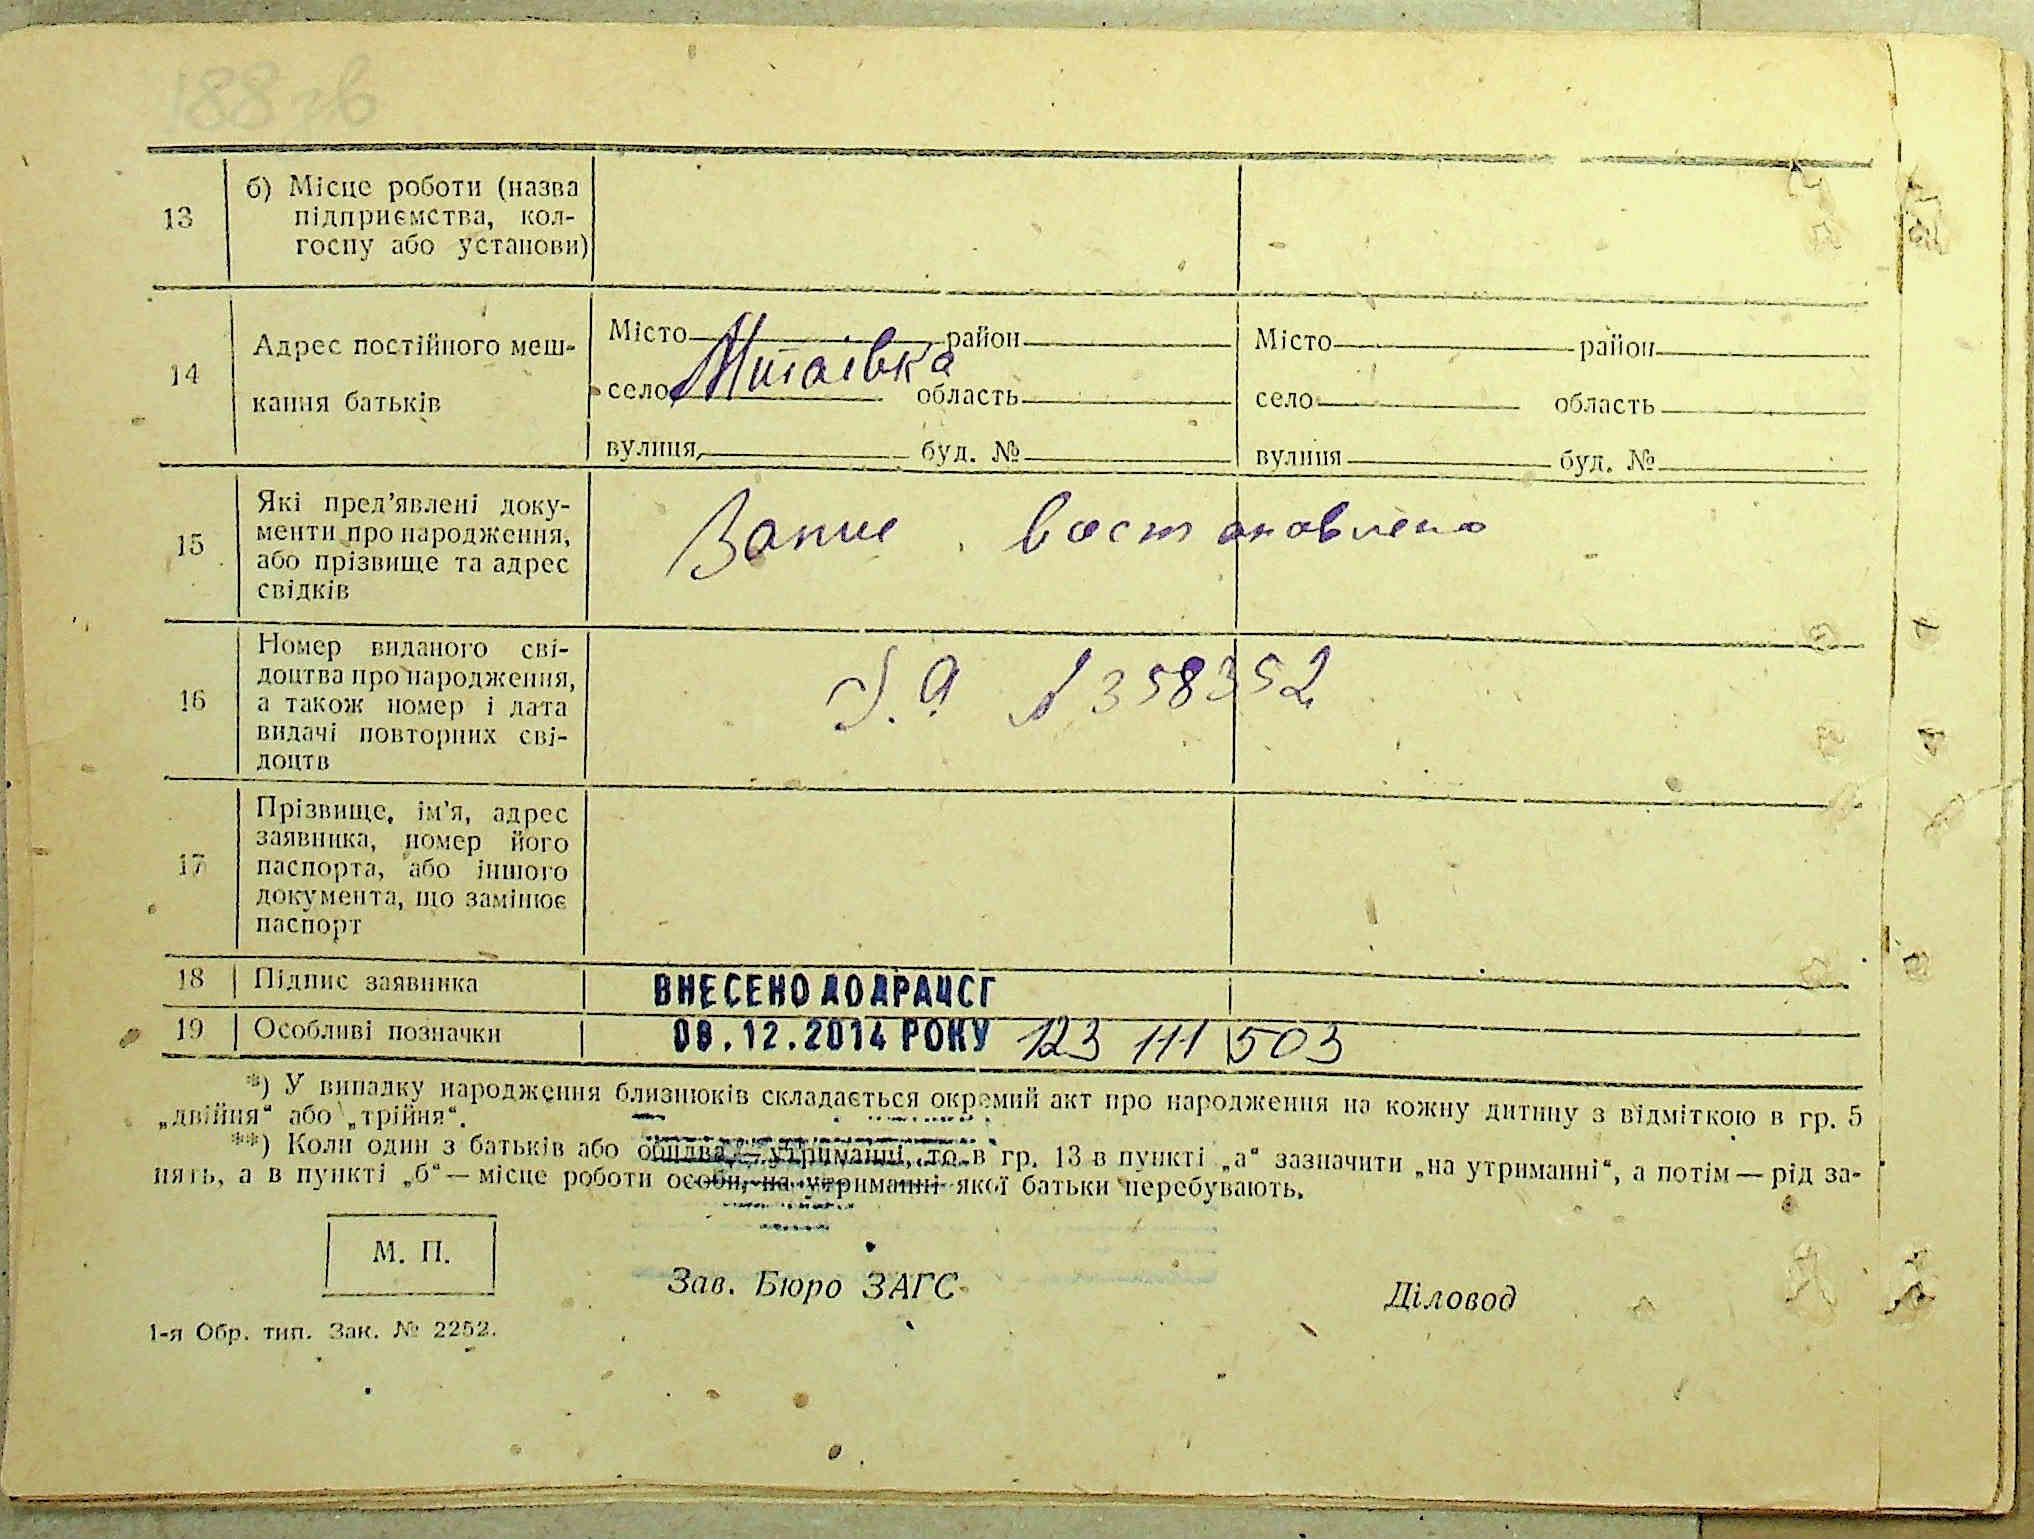 188 зв
13
б) Місце роботи (назва
підприємства, кол-
госпу або установи)
14
Адрес постійного меш-
кання батьків
Місто район
село Митаівка область
вулиця, буд. №
Місто район
село область
вулиця буд. №
15
Які пред’явлені доку-
менти про народження,
або прізвище та адрес
свідків
Запис востановлено
16
Номер виданого сві-
доцтва про народження,
а також номер і дата
видачі повторних сві-
доцтв
№ 358352
17
Прізвище, ім’я, адрес
заявника, номер його
паспорта, або іншого
документа, що замінює
паспорт
18
Підпис заявника
ВНЕСЕНО ДО ДРАЦСГ
19
Особливі позначки
08.12.2014 РОКУ 123 111 503
*) У випадку народження близнюків складається окремий акт про народження на кожну дитину з відміткою в гр. 5
„двійня“ або „трійня“.
**) Коли один з батьків або обидва — утриманці, то в гр. 13 в пункті „а“ зазначити „на утриманні“, а потім — рід за-
нять, а в пункті „б“ — місце роботи особи, на утриманні якої батьки перебувають.
М. П.
Зав. Бюро ЗАГС
Діловод
1-я Обр. тип. Зак. № 2252.